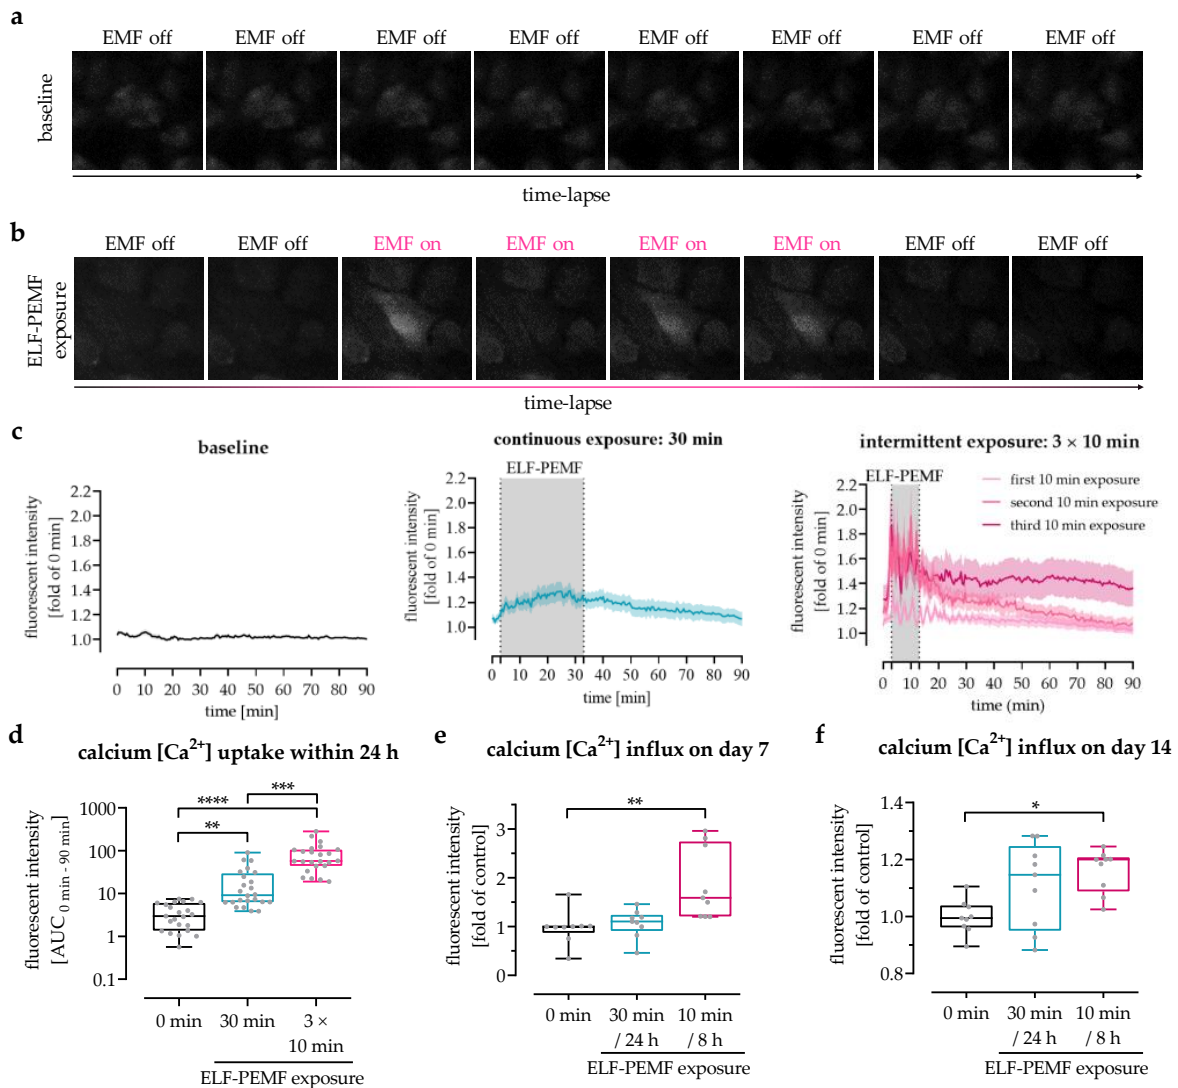 a
EMF off EMF off EMF off EMF off EMF off EMF off EMF off EMF off
baseline
time-lapse
b
EMF off EMF off EMF on EMF on EMF on EMF on EMF off EMF off
ELF-PEMF
exposure
time-lapse
c
baseline
fluorescent intensity
[fold of 0 min]
2.2
2.0
1.8
1.6
1.4
1.2
1.0
0 10 20 30 40 50 60 70 80 90
time [min]
continuous exposure: 30 min
ELF-PEMF
fluorescent intensity
[fold of 0 min]
2.2
2.0
1.8
1.6
1.4
1.2
1.0
0 10 20 30 40 50 60 70 80 90
time [min]
intermittent exposure: 3 × 10 min
ELF-PEMF
first 10 min exposure
second 10 min exposure
third 10 min exposure
fluorescent intensity
[fold of 0 min]
2.2
2.0
1.8
1.6
1.4
1.2
1.0
0 10 20 30 40 50 60 70 80 90
time (min)
d
calcium [Ca²⁺] uptake within 24 h
fluorescent intensity
[AUC₀ ₘᵢₙ ₋ ₉₀ ₘᵢₙ]
1000
100
10
1
0.1
***
****
**
0 min 30 min 3 ×
10 min
ELF-PEMF exposure
e
calcium [Ca²⁺] influx on day 7
fluorescent intensity
[fold of control]
3
2
1
0
**
0 min 30 min 10 min
/ 24 h / 8 h
ELF-PEMF exposure
f
calcium [Ca²⁺] influx on day 14
fluorescent intensity
[fold of control]
1.4
1.2
1.0
0.8
*
0 min 30 min 10 min
/ 24 h / 8 h
ELF-PEMF exposure